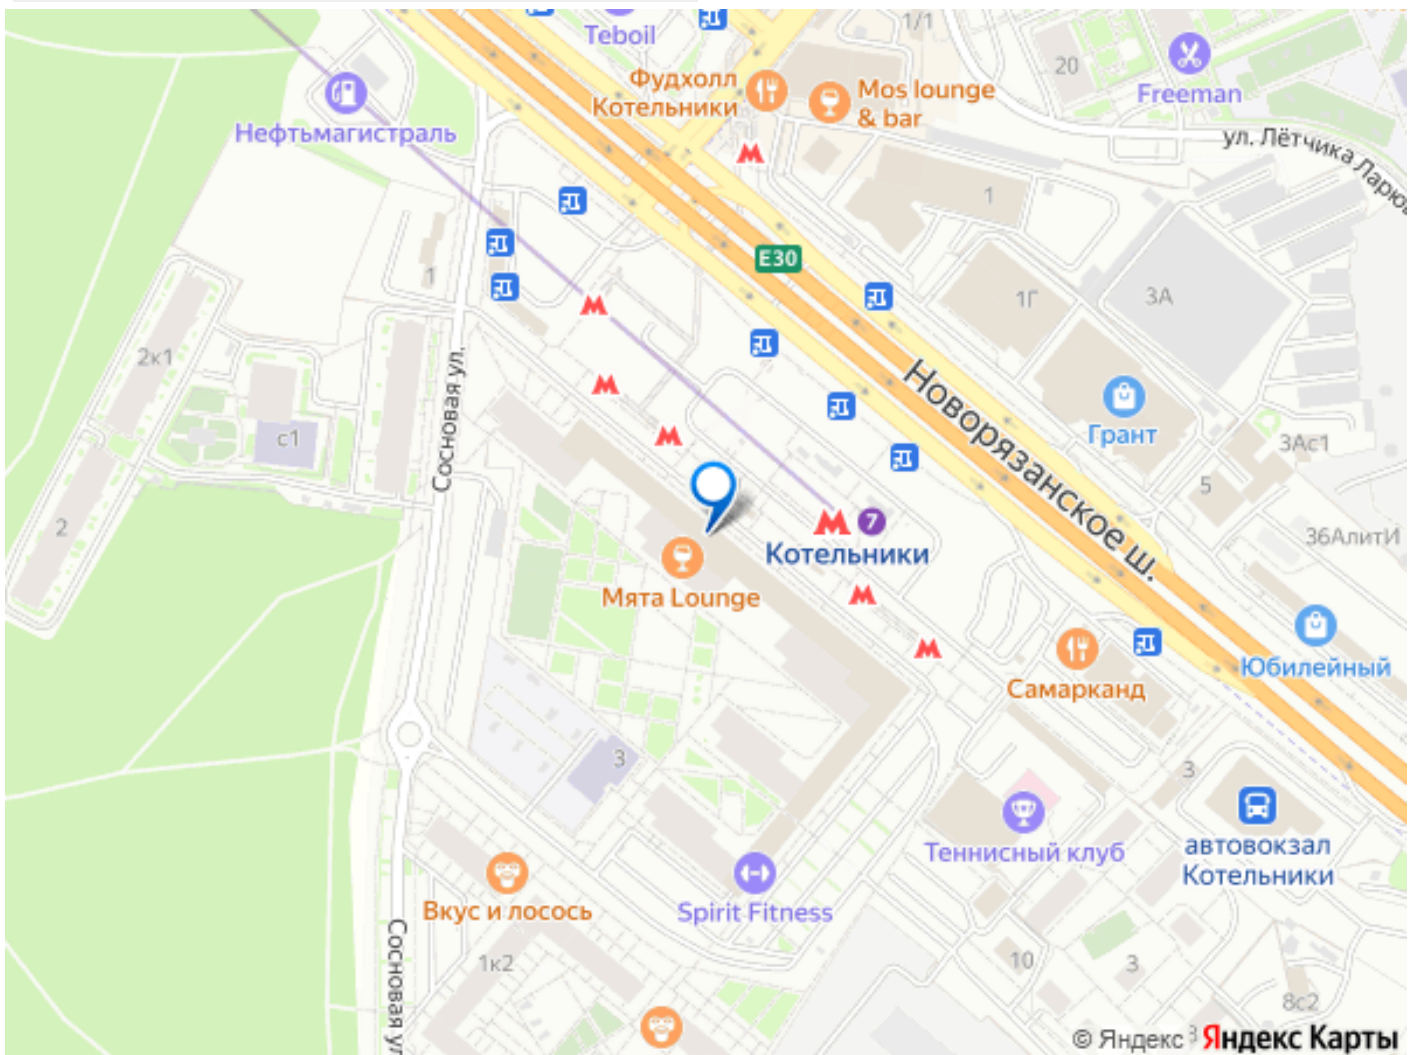 Teboil
1/1
Фудхолл
Котельники
Mos lounge
& bar
20
Freeman
Нефтьмагистраль
ул. Лётчика Ларю
1
E30
1
1Г
3А
2к1
Сосновая ул.
Новорязанское ш.
Грант
с1
3Ас1
5
2
7
Котельники
36АлитИ
Мята Lounge
Юбилейный
Самарканд
3
3
Теннисный клуб
автовокзал
Котельники
Вкус и лосось
Spirit Fitness
Сосновая ул
1к2
10
3
8с2
3
© Яндекс
Яндекс Карты